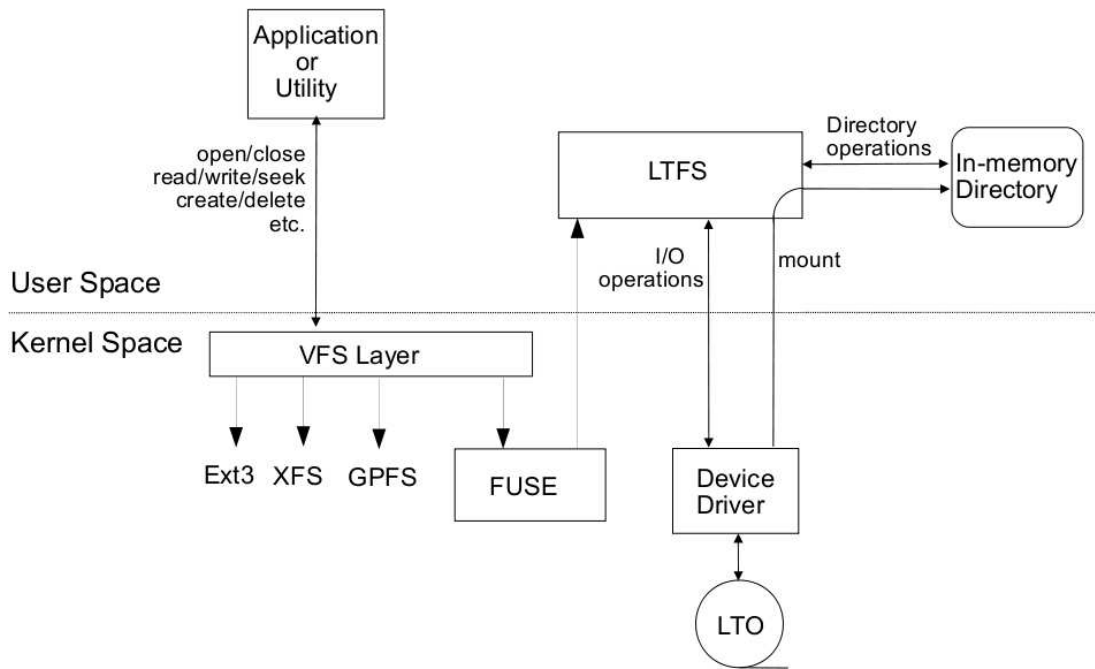 Application
or
Utility
open/close
read/write/seek
create/delete
etc.
LTFS
Directory
operations
In-memory
Directory
I/O
operations
mount
User Space
Kernel Space
VFS Layer
Ext3
XFS
GPFS
FUSE
Device
Driver
LTO